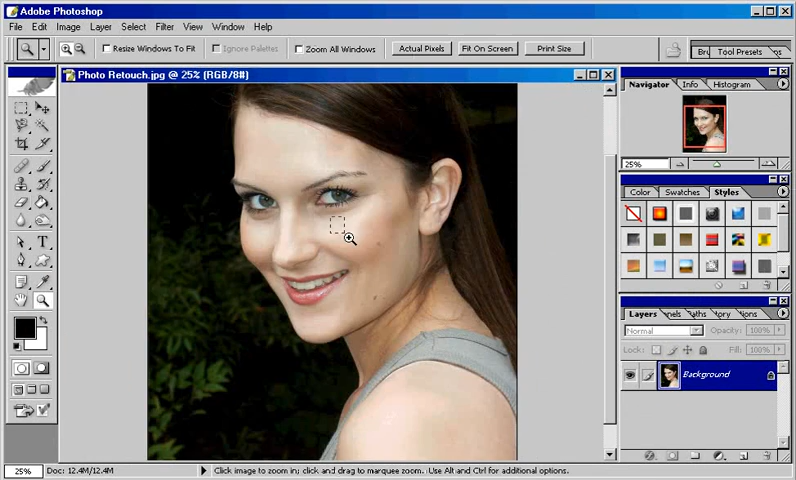 Adobe Photoshop
File Edit Image Layer Select Filter View Window Help
Resize Windows To Fit Ignore Palettes Zoom All Windows Actual Pixels Fit On Screen Print Size Tool Presets
Photo Retouch.jpg @ 25% (RGB/8#)
Navigator Info Histogram
25%
Color Swatches Styles
Layers
Normal Opacity: 100%
Lock: Fill: 100%
Background
T
25% Doc: 12.4M/12.4M Click image to zoom in; click and drag to marquee zoom. Use Alt and Ctrl for additional options.